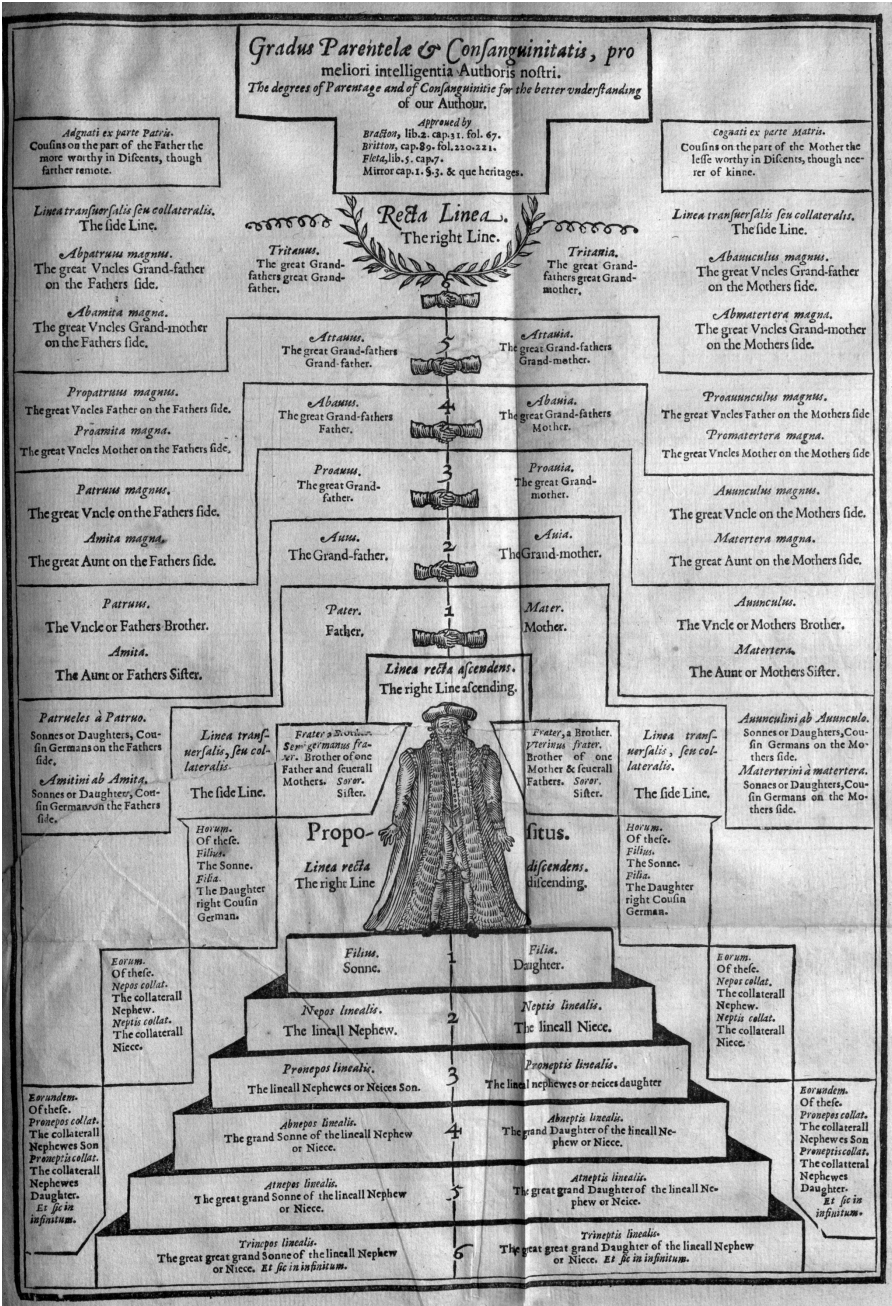 Gradus Parentelæ & Conſanguinitatis, pro
meliori intelligentia Authoris noſtri.
The degrees of Parentage and of Conſanguinitie for the better vnderſtanding
of our Authour.
Approued by
Bracton, lib.2. cap.31. fol. 67.
Britton, cap.89. fol.220.221.
Fleta, lib. 5. cap.7.
Mirror cap.1. §.3. & que heritages.
Adgnati ex parte Patris.
Couſins on the part of the Father the
more worthy in Diſcents, though
farther remote.
Cognati ex parte Matris.
Couſins on the part of the Mother the
leſſe worthy in Diſcents, though nee-
rer of kinne.
Linea tranſuerſalis ſeu collateralis.
The ſide Line.
Abpatruus magnus.
The great Vncles Grand-father
on the Fathers ſide.
Abamita magna.
The great Vncles Grand-mother
on the Fathers ſide.
Recta Linea.
The right Line.
Tritauus.
The great Grand-
fathers great Grand-
father.
Tritauia.
The great Grand-
fathers great Grand-
mother.
Linea tranſuerſalis ſeu collateralis.
The ſide Line.
Abauunculus magnus.
The great Vncles Grand-father
on the Mothers ſide.
Abmatertera magna.
The great Vncles Grand-mother
on the Mothers ſide.
Attauus.
The great Grand-fathers
Grand-father.
5
Attauia.
The great Grand-fathers
Grand-mother.
Propatruus magnus.
The great Vncles Father on the Fathers ſide.
Proamita magna.
The great Vncles Mother on the Fathers ſide.
Abauus.
The great Grand-fathers
Father.
4
Abauia.
The great Grand-fathers
Mother.
Proauunculus magnus.
The great Vncles Father on the Mothers ſide
Promatertera magna.
The great Vncles Mother on the Mothers ſide
Patruus magnus.
The great Vncle on the Fathers ſide.
Amita magna.
The great Aunt on the Fathers ſide.
Proauus.
The great Grand-
father.
3
Proauia.
The great Grand-
mother.
Auunculus magnus.
The great Vncle on the Mothers ſide.
Matertera magna.
The great Aunt on the Mothers ſide.
Auus.
The Grand-father.
2
Auia.
The Grand-mother.
Patruus.
The Vncle or Fathers Brother.
Amita.
The Aunt or Fathers Siſter.
Pater.
Father.
1
Mater.
Mother.
Auunculus.
The Vncle or Mothers Brother.
Matertera.
The Aunt or Mothers Siſter.
Linea recta aſcendens.
The right Line aſcending.
Patrueles à Patruo.
Sonnes or Daughters, Cou-
ſin Germans on the Fathers
ſide.
Amitini ab Amita.
Sonnes or Daughters, Cou-
ſin Germans on the Fathers
ſide.
Linea tranſ-
uerſalis, ſeu col-
lateralis.
The ſide Line.
Frater a Brother.
Semigermanus fra-
ter. Brother of one
Father and ſeuerall
Mothers. Soror.
Siſter.
Frater, a Brother.
Vterinus frater.
Brother of one
Mother & ſeuerall
Fathers. Soror.
Siſter.
Linea tranſ-
uerſalis, ſeu col-
lateralis.
The ſide Line.
Auunculini ab Auunculo.
Sonnes or Daughters, Cou-
ſin Germans on the Mo-
thers ſide.
Materterini à matertera.
Sonnes or Daughters, Cou-
ſin Germans on the Mo-
thers ſide.
Propo- ſitus.
Linea recta diſcendens.
The right Line diſcending.
Horum.
Of theſe.
Filius.
The Sonne.
Filia.
The Daughter
right Couſin
German.
Horum.
Of theſe.
Filius.
The Sonne.
Filia.
The Daughter
right Couſin
German.
Filius.
Sonne.
1
Filia.
Daughter.
Eorum.
Of theſe.
Nepos collat.
The collaterall
Nephew.
Neptis collat.
The collaterall
Niece.
Nepos linealis.
The lineall Nephew.
2
Neptis linealis.
The lineall Niece.
Eorum.
Of theſe.
Nepos collat.
The collaterall
Nephew.
Neptis collat.
The collaterall
Niece.
Pronepos linealis.
The lineall Nephewes or Neices Son.
3
Proneptis linealis.
The lineal nephewes or neices daughter
Eorundem.
Of theſe.
Pronepos collat.
The collaterall
Nephewes Son
Proneptis collat.
The collaterall
Nephewes
Daughter.
Et ſic in
infinitum.
Abnepos linealis.
The grand Sonne of the lineall Nephew
or Niece.
4
Abneptis linealis.
The grand Daughter of the lineall Ne-
phew or Niece.
Eorundem.
Of theſe.
Pronepos collat.
The collaterall
Nephewes Son
Proneptis collat.
The collatteral
Nephewes
Daughter.
Et ſic in
infinitum.
Atnepos linealis.
The great grand Sonne of the lineall Nephew
or Niece.
5
Atneptis linealis.
The great grand Daughter of the lineall Ne-
phew or Neice.
Trinepos linealis.
The great great grand Sonne of the lineall Nephew
or Niece. Et ſic in infinitum.
6
Trineptis linealis.
The great great grand Daughter of the lineall Nephew
or Niece. Et ſic in infinitum.